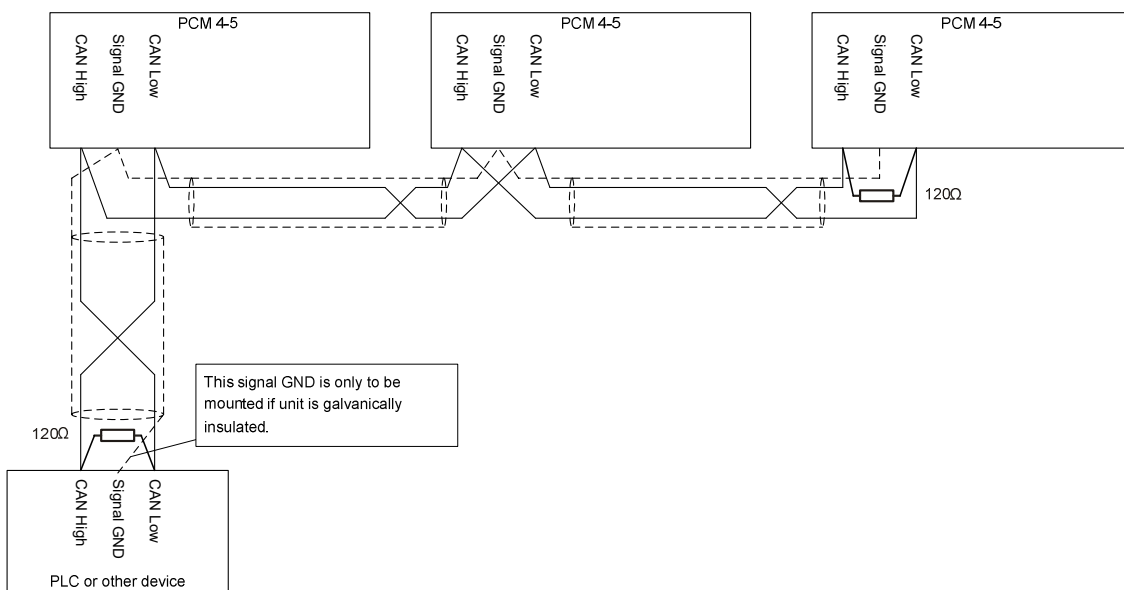 PCM 4-5
CAN High
Signal GND
CAN Low
PCM 4-5
CAN High
Signal GND
CAN Low
PCM 4-5
CAN High
Signal GND
CAN Low
120Ω
This signal GND is only to be
mounted if unit is galvanically
insulated.
120Ω
CAN High
Signal GND
CAN Low
PLC or other device